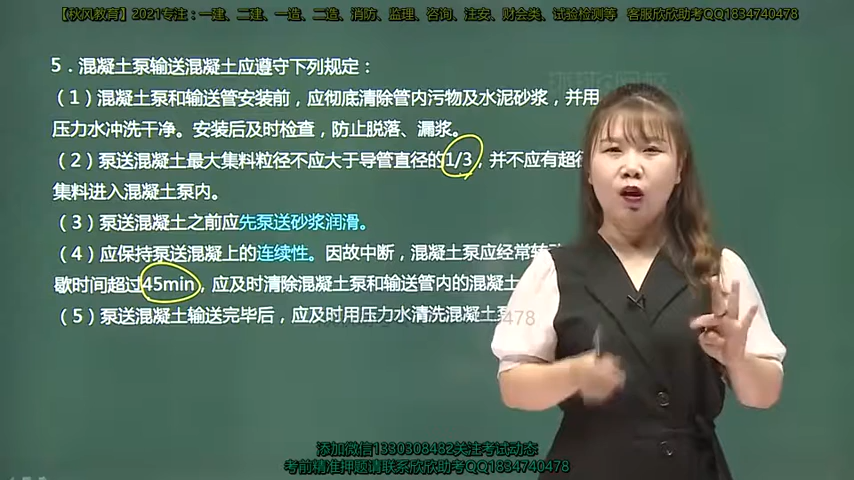 【秋风教育】2021专注：一建、二建、一造、二造、消防、监理、咨询、注安、财会类、试验检测等 客服欣欣助考QQ1834740478
5．混凝土泵输送混凝土应遵守下列规定：
（1）混凝土泵和输送管安装前，应彻底清除管内污物及水泥砂浆，并用
压力水冲洗干净。安装后及时检查，防止脱落、漏浆。
（2）泵送混凝土最大集料粒径不应大于导管直径的1/3，并不应有超径
集料进入混凝土泵内。
（3）泵送混凝土之前应先泵送砂浆润滑。
（4）应保持泵送混凝上的连续性。因故中断，混凝土泵应经常转
歇时间超过45min，应及时清除混凝土泵和输送管内的混凝土
（5）泵送混凝土输送完毕后，应及时用压力水清洗混凝土泵
478
添加微信1330308482关注考试动态
考前精准押题请联系欣欣助考QQ1834740478